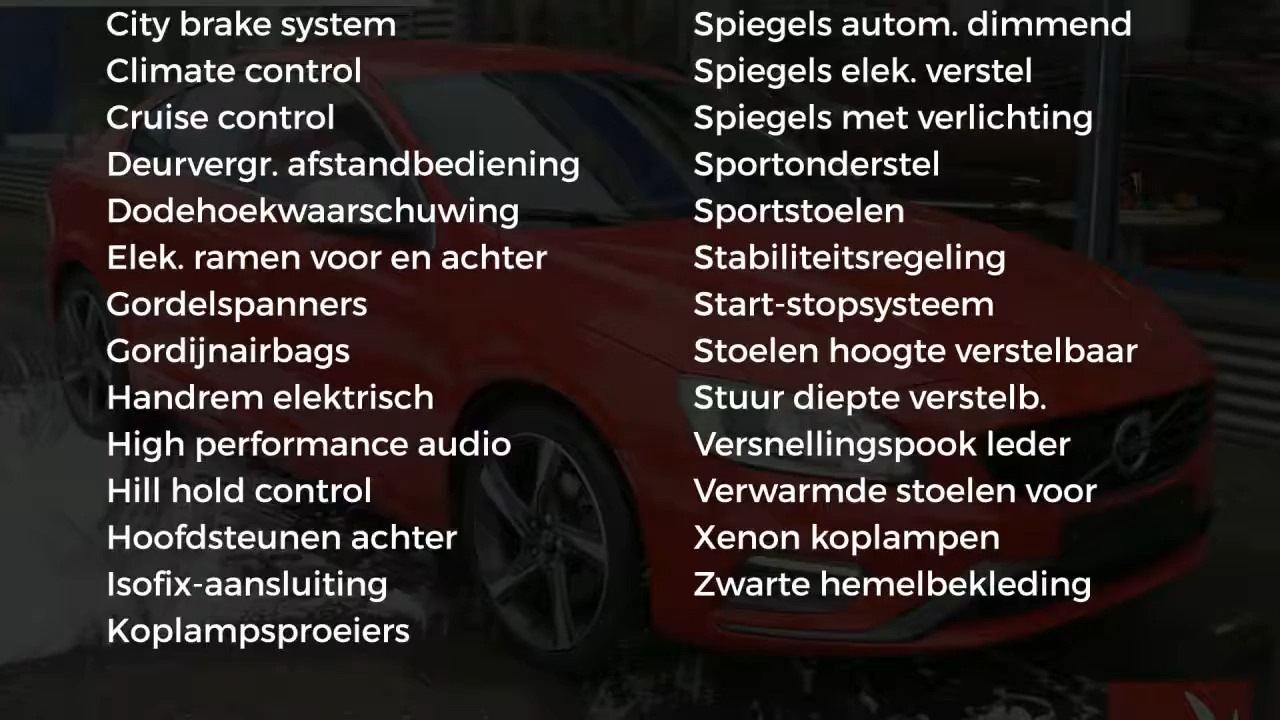 City brake system
Climate control
Cruise control
Deurvergr. afstandbediening
Dodehoekwaarschuwing
Elek. ramen voor en achter
Gordelspanners
Gordijnairbags
Handrem elektrisch
High performance audio
Hill hold control
Hoofdsteunen achter
Isofix-aansluiting
Koplampsproeiers
Spiegels autom. dimmend
Spiegels elek. verstel
Spiegels met verlichting
Sportonderstel
Sportstoelen
Stabiliteitsregeling
Start-stopsysteem
Stoelen hoogte verstelbaar
Stuur diepte verstelb.
Versnellingspook leder
Verwarmde stoelen voor
Xenon koplampen
Zwarte hemelbekleding